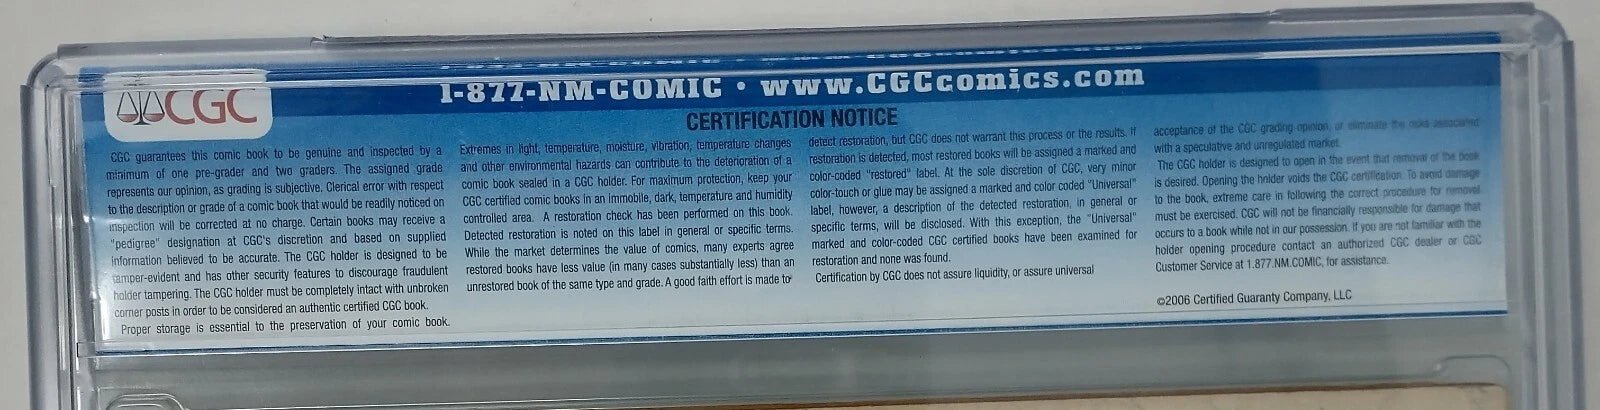 CGC
1-877-NM-COMIC • www.CGCcomics.com
CERTIFICATION NOTICE
CGC guarantees this comic book to be genuine and inspected by a
minimum of one pre-grader and two graders. The assigned grade
represents our opinion, as grading is subjective. Clerical error with respect
to the description or grade of a comic book that would be readily noticed on
inspection will be corrected at no charge. Certain books may receive a
"pedigree" designation at CGC's discretion and based on supplied
information believed to be accurate. The CGC holder is designed to be
tamper-evident and has other security features to discourage fraudulent
holder tampering. The CGC holder must be completely intact with unbroken
corner posts in order to be considered an authentic certified CGC book.
Proper storage is essential to the preservation of your comic book.
Extremes in light, temperature, moisture, vibration, temperature changes
and other environmental hazards can contribute to the deterioration of a
comic book sealed in a CGC holder. For maximum protection, keep your
CGC certified comic books in an immobile, dark, temperature and humidity
controlled area. A restoration check has been performed on this book.
Detected restoration is noted on this label in general or specific terms.
While the market determines the value of comics, many experts agree
restored books have less value (in many cases substantially less) than an
unrestored book of the same type and grade. A good faith effort is made to
detect restoration, but CGC does not warrant this process or the results. If
restoration is detected, most restored books will be assigned a marked and
color-coded "restored" label. At the sole discretion of CGC, very minor
color-touch or glue may be assigned a marked and color coded "Universal"
label, however, a description of the detected restoration, in general or
specific terms, will be disclosed. With this exception, the "Universal"
marked and color-coded CGC certified books have been examined for
restoration and none was found.
Certification by CGC does not assure liquidity, or assure universal
acceptance of the CGC grading opinion, or eliminate the risks associated
with a speculative and unregulated market.
The CGC holder is designed to open in the event that removal of the book
is desired. Opening the holder voids the CGC certification. To avoid damage
to the book, extreme care in following the correct procedure for removal
must be exercised. CGC will not be financially responsible for damage that
occurs to a book while not in our possession. If you are not familiar with the
holder opening procedure contact an authorized CGC dealer or CGC
Customer Service at 1.877.NM.COMIC, for assistance.
©2006 Certified Guaranty Company, LLC